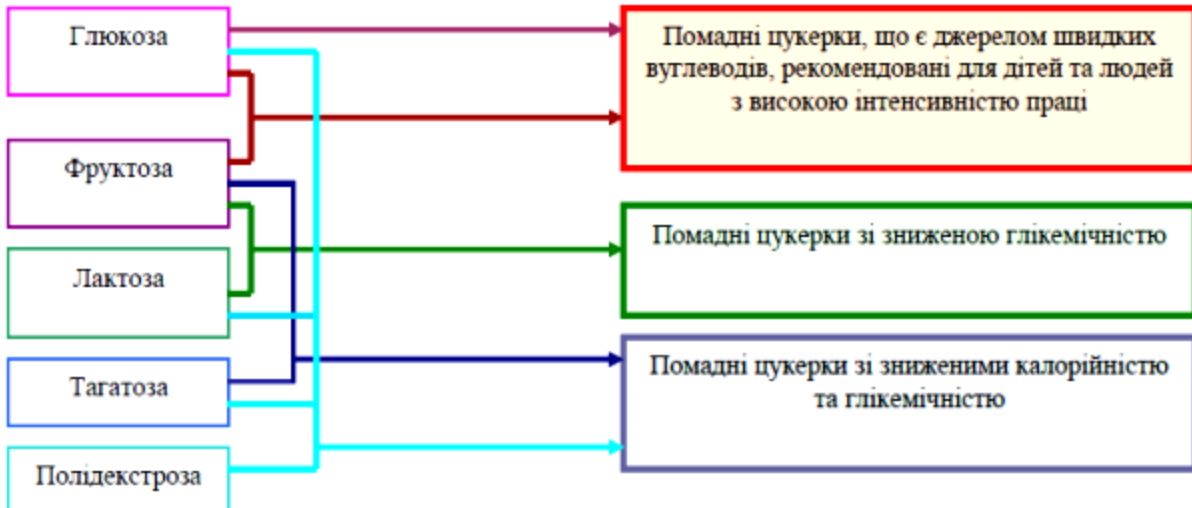 Глюкоза
Помадні цукерки, що є джерелом швидких
вуглеводів, рекомендовані для дітей та людей
з високою інтенсивністю праці
Фруктоза
Помадні цукерки зі зниженою глікемічністю
Лактоза
Помадні цукерки зі зниженими калорійністю
та глікемічністю
Тагатоза
Полідекстроза